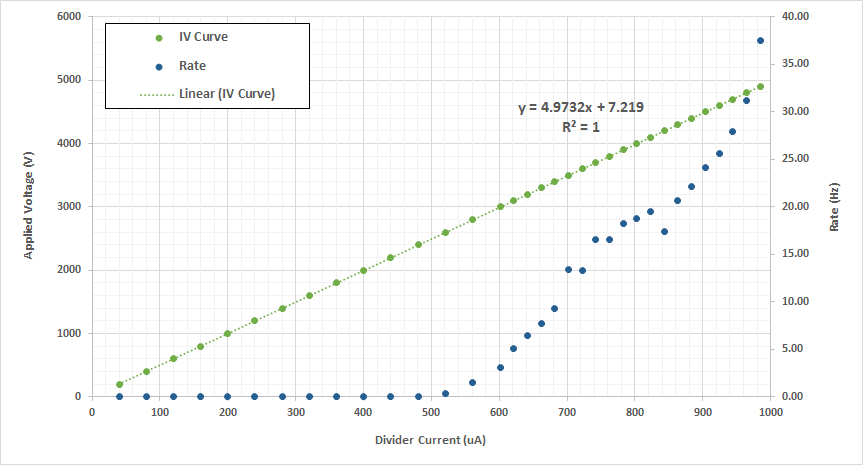 6000
5000
4000
3000
2000
1000
0
Applied Voltage (V)
IV Curve
Rate
Linear (IV Curve)
y = 4.9732x + 7.219
R² = 1
40.00
35.00
30.00
25.00
20.00
15.00
10.00
5.00
0.00
Rate (Hz)
0 100 200 300 400 500 600 700 800 900 1000
Divider Current (uA)